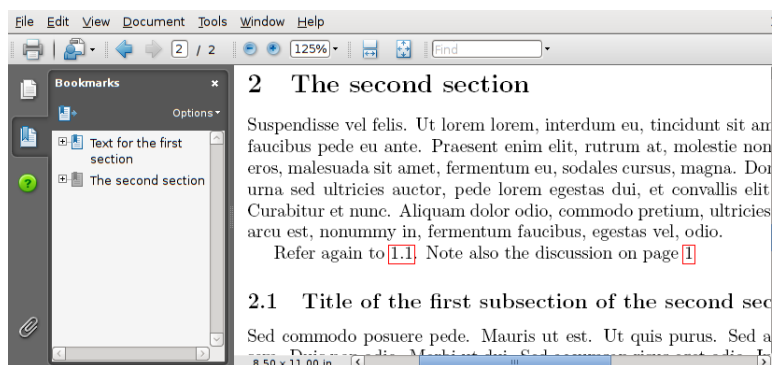 File Edit View Document Tools Window Help
2 / 2 125% Find
Bookmarks
Options
Text for the first
section
The second section
2 The second section
Suspendisse vel felis. Ut lorem lorem, interdum eu, tincidunt sit am
faucibus pede eu ante. Praesent enim elit, rutrum at, molestie non
eros, malesuada sit amet, fermentum eu, sodales cursus, magna. Don
urna sed ultricies auctor, pede lorem egestas dui, et convallis elit
Curabitur et nunc. Aliquam dolor odio, commodo pretium, ultricies
arcu est, nonummy in, fermentum faucibus, egestas vel, odio.
Refer again to 1.1. Note also the discussion on page 1
2.1 Title of the first subsection of the second sec
Sed commodo posuere pede. Mauris ut est. Ut quis purus. Sed a
8.50 x 11.00 in